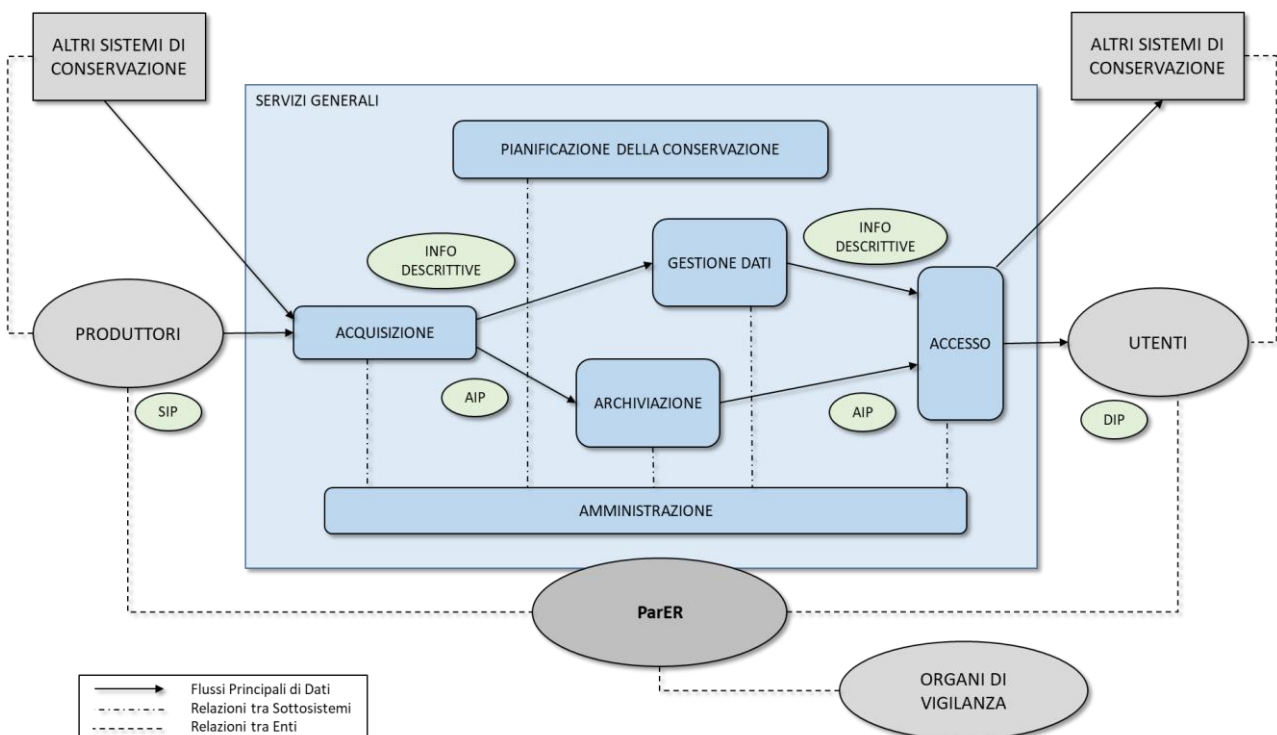 ALTRI SISTEMI DI
CONSERVAZIONE
ALTRI SISTEMI DI
CONSERVAZIONE
SERVIZI GENERALI
PIANIFICAZIONE DELLA CONSERVAZIONE
INFO
DESCRITTIVE
GESTIONE DATI
INFO
DESCRITTIVE
PRODUTTORI
ACQUISIZIONE
ACCESSO
UTENTI
SIP
AIP
ARCHIVIAZIONE
AIP
DIP
AMMINISTRAZIONE
ParER
ORGANI DI
VIGILANZA
Flussi Principali di Dati
Relazioni tra Sottosistemi
Relazioni tra Enti